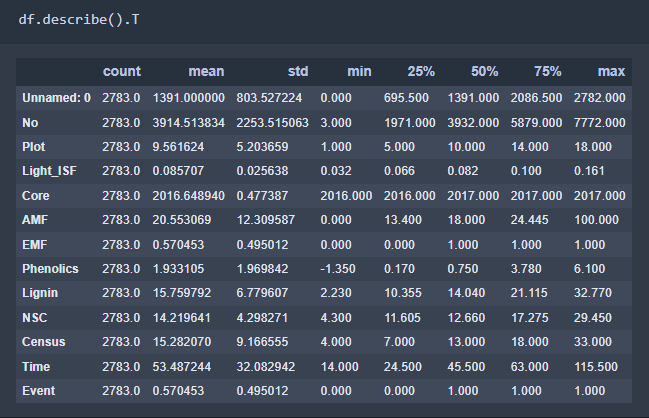 df.describe().T
count mean std min 25% 50% 75% max
Unnamed: 0 2783.0 1391.000000 803.527224 0.000 695.500 1391.000 2086.500 2782.000
No 2783.0 3914.513834 2253.515063 3.000 1971.000 3932.000 5879.000 7772.000
Plot 2783.0 9.561624 5.203659 1.000 5.000 10.000 14.000 18.000
Light_ISF 2783.0 0.085707 0.025638 0.032 0.066 0.082 0.100 0.161
Core 2783.0 2016.648940 0.477387 2016.000 2016.000 2017.000 2017.000 2017.000
AMF 2783.0 20.553069 12.309587 0.000 13.400 18.000 24.445 100.000
EMF 2783.0 0.570453 0.495012 0.000 0.000 1.000 1.000 1.000
Phenolics 2783.0 1.933105 1.969842 -1.350 0.170 0.750 3.780 6.100
Lignin 2783.0 15.759792 6.779607 2.230 10.355 14.040 21.115 32.770
NSC 2783.0 14.219641 4.298271 4.300 11.605 12.660 17.275 29.450
Census 2783.0 15.282070 9.166555 4.000 7.000 13.000 18.000 33.000
Time 2783.0 53.487244 32.082942 14.000 24.500 45.500 63.000 115.500
Event 2783.0 0.570453 0.495012 0.000 0.000 1.000 1.000 1.000